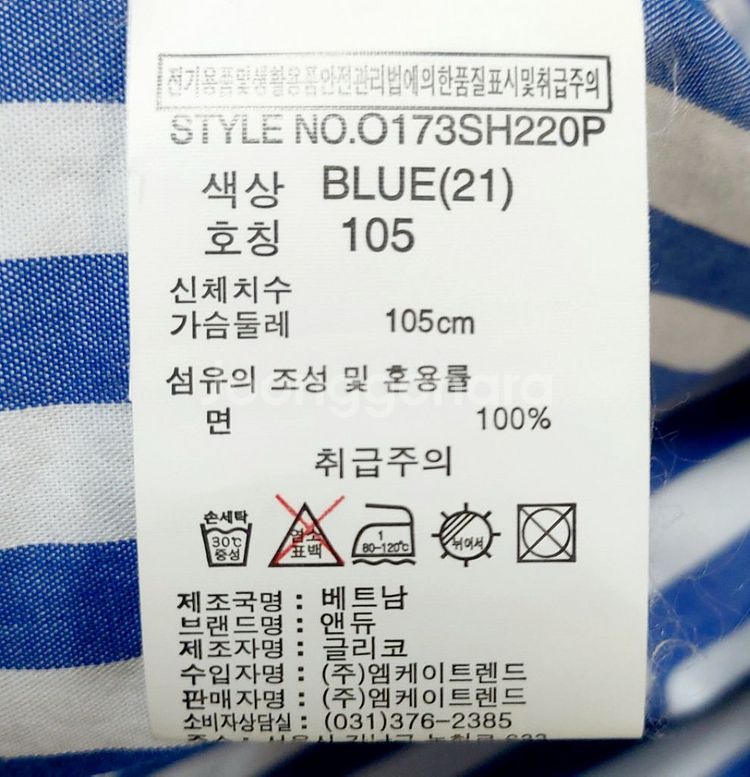 전기용품및생활용품안전관리법에의한품질표시및취급주의
STYLE NO.O173SH220P
색상 BLUE(21)
호칭 105
신체치수
가슴둘레 105cm
섬유의 조성 및 혼용률
joonggonara
면 100%
취급주의
손세탁 30℃ 중성
염소 표백
1 80~120℃
뉘어서
제조국명 : 베트남
브랜드명 : 앤듀
제조자명 : 글리코
수입자명 : (주)엠케이트렌드
판매자명 : (주)엠케이트렌드
소비자상담실 : (031)376-2385